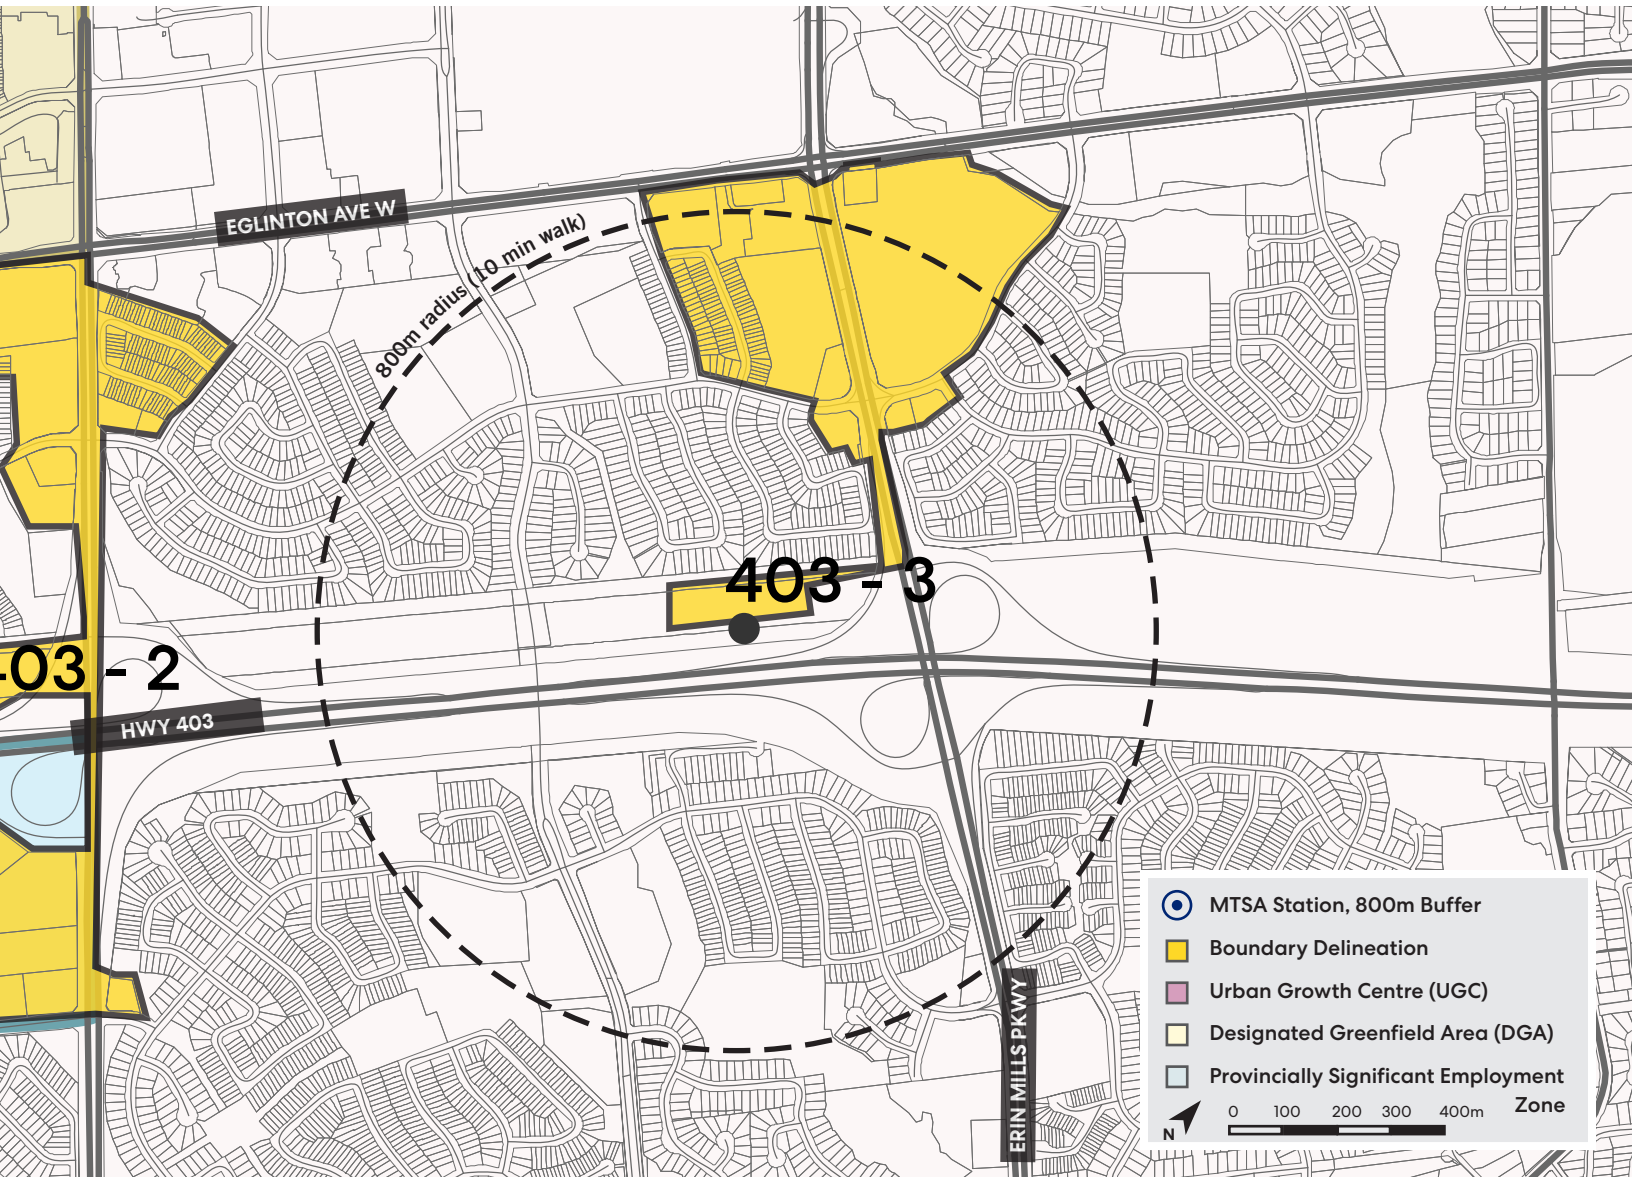 EGLINTON AVE W
800m radius (10 min walk)
403 - 3
403 - 2
HWY 403
ERIN MILLS PKWY
MTSA Station, 800m Buffer
Boundary Delineation
Urban Growth Centre (UGC)
Designated Greenfield Area (DGA)
Provincially Significant Employment
Zone
N
0 100 200 300 400m